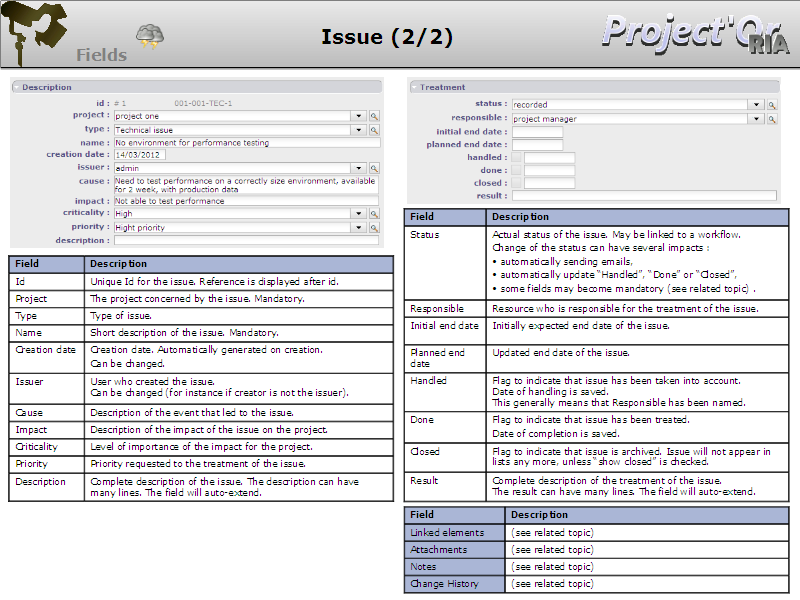 Fields
Issue (2/2)
Project'Or
RIA
Description
id : # 1 001-001-TEC-1
project : project one
type : Technical issue
name : No environment for performance testing
creation date : 14/03/2012
issuer : admin
cause : Need to test performance on a correctly size environment, available
for 2 week, with production data
impact : Not able to test performance
criticality : High
priority : Hight priority
description :
Field Description
Id Unique Id for the issue. Reference is displayed after id.
Project The project concerned by the issue. Mandatory.
Type Type of issue.
Name Short description of the issue. Mandatory.
Creation date Creation date. Automatically generated on creation.
Can be changed.
Issuer User who created the issue.
Can be changed (for instance if creator is not the issuer).
Cause Description of the event that led to the issue.
Impact Description of the impact of the issue on the project.
Criticality Level of importance of the impact for the project.
Priority Priority requested to the treatment of the issue.
Description Complete description of the issue. The description can have
many lines. The field will auto-extend.
Treatment
status : recorded
responsible : project manager
initial end date :
planned end date :
handled :
done :
closed :
result :
Field Description
Status Actual status of the issue. May be linked to a workflow.
Change of the status can have several impacts :
• automatically sending emails,
• automatically update “Handled”, “Done” or “Closed”,
• some fields may become mandatory (see related topic) .
Responsible Resource who is responsible for the treatment of the issue.
Initial end date Initially expected end date of the issue.
Planned end Updated end date of the issue.
date
Handled Flag to indicate that issue has been taken into account.
Date of handling is saved.
This generally means that Responsible has been named.
Done Flag to indicate that issue has been treated.
Date of completion is saved.
Closed Flag to indicate that issue is archived. Issue will not appear in
lists any more, unless “show closed” is checked.
Result Complete description of the treatment of the issue.
The result can have many lines. The field will auto-extend.
Field Description
Linked elements (see related topic)
Attachments (see related topic)
Notes (see related topic)
Change History (see related topic)